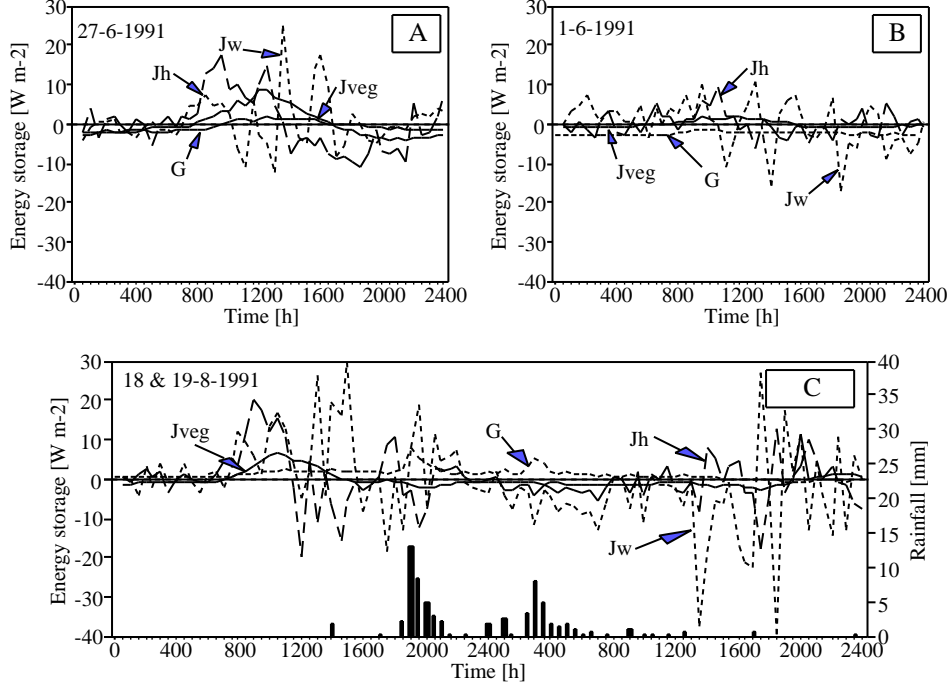 30
20
10
0
-10
-20
-30
-40
Energy storage [W m-2]
27-6-1991
A
Jw
Jh
Jveg
G
0 400 800 1200 1600 2000 2400
Time [h]
30
20
10
0
-10
-20
-30
-40
Energy storage [W m-2]
1-6-1991
B
Jh
Jveg
G
Jw
0 400 800 1200 1600 2000 2400
Time [h]
30
20
10
0
-10
-20
-30
-40
Energy storage [W m-2]
18 & 19-8-1991
C
Jveg
G
Jh
Jw
40
35
30
25
20
15
10
5
0
Rainfall [mm]
0 400 800 1200 2000 2400 400 800 1200 1600 2000 2400
Time [h]